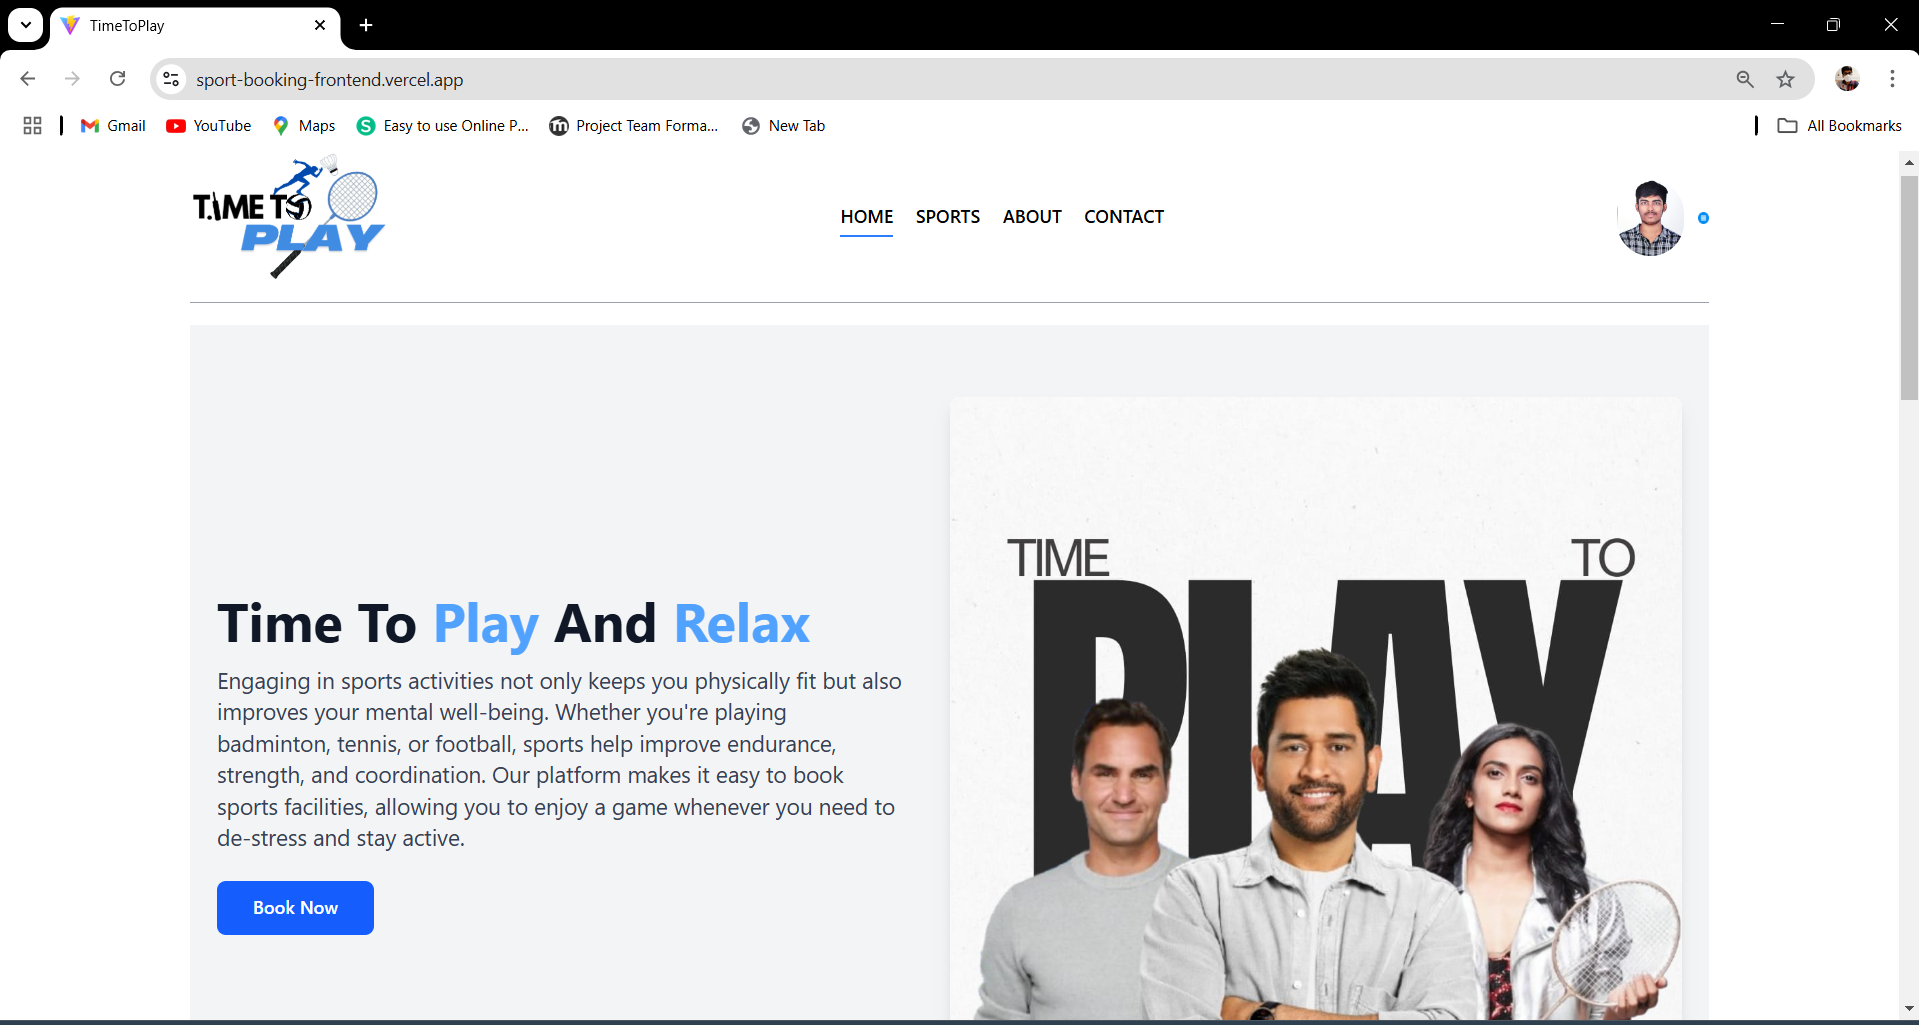 TimeToPlay
sport-booking-frontend.vercel.app
Gmail
YouTube
Maps
Easy to use Online P...
Project Team Forma...
New Tab
All Bookmarks
TIME TO
PLAY
HOME
SPORTS
ABOUT
CONTACT
Time To Play And Relax
Engaging in sports activities not only keeps you physically fit but also
improves your mental well-being. Whether you're playing
badminton, tennis, or football, sports help improve endurance,
strength, and coordination. Our platform makes it easy to book
sports facilities, allowing you to enjoy a game whenever you need to
de-stress and stay active.
Book Now
TIME TO
PLAY